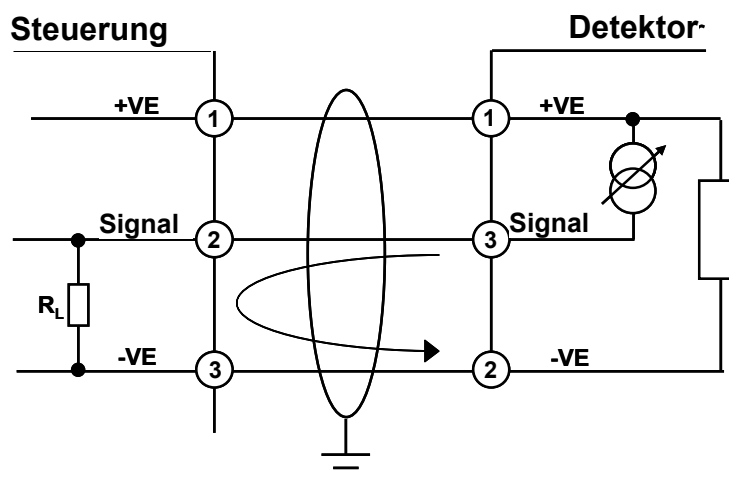 Steuerung
Detektor-
+VE 1 1 +VE
Signal 2 3 Signal
RL
-VE 3 2 -VE